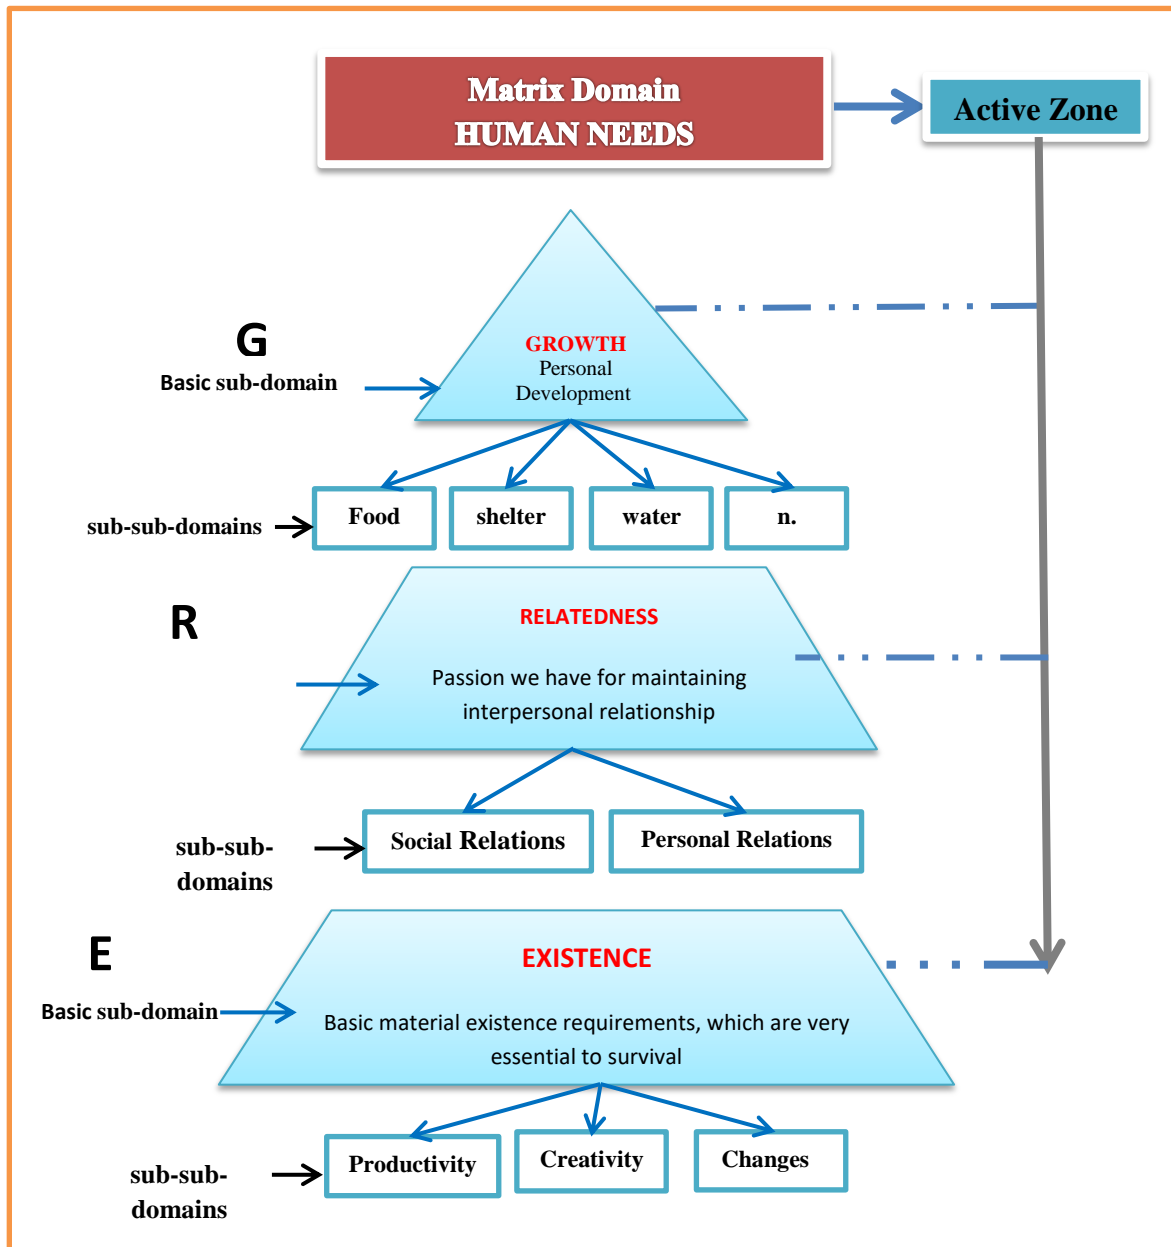 Matrix Domain
HUMAN NEEDS
Active Zone
G
Basic sub-domain
GROWTH
Personal
Development
sub-sub-domains
Food
shelter
water
n.
R
RELATEDNESS
Passion we have for maintaining
interpersonal relationship
sub-sub-
domains
Social Relations
Personal Relations
E
Basic sub-domain
EXISTENCE
Basic material existence requirements, which are very
essential to survival
sub-sub-
domains
Productivity
Creativity
Changes